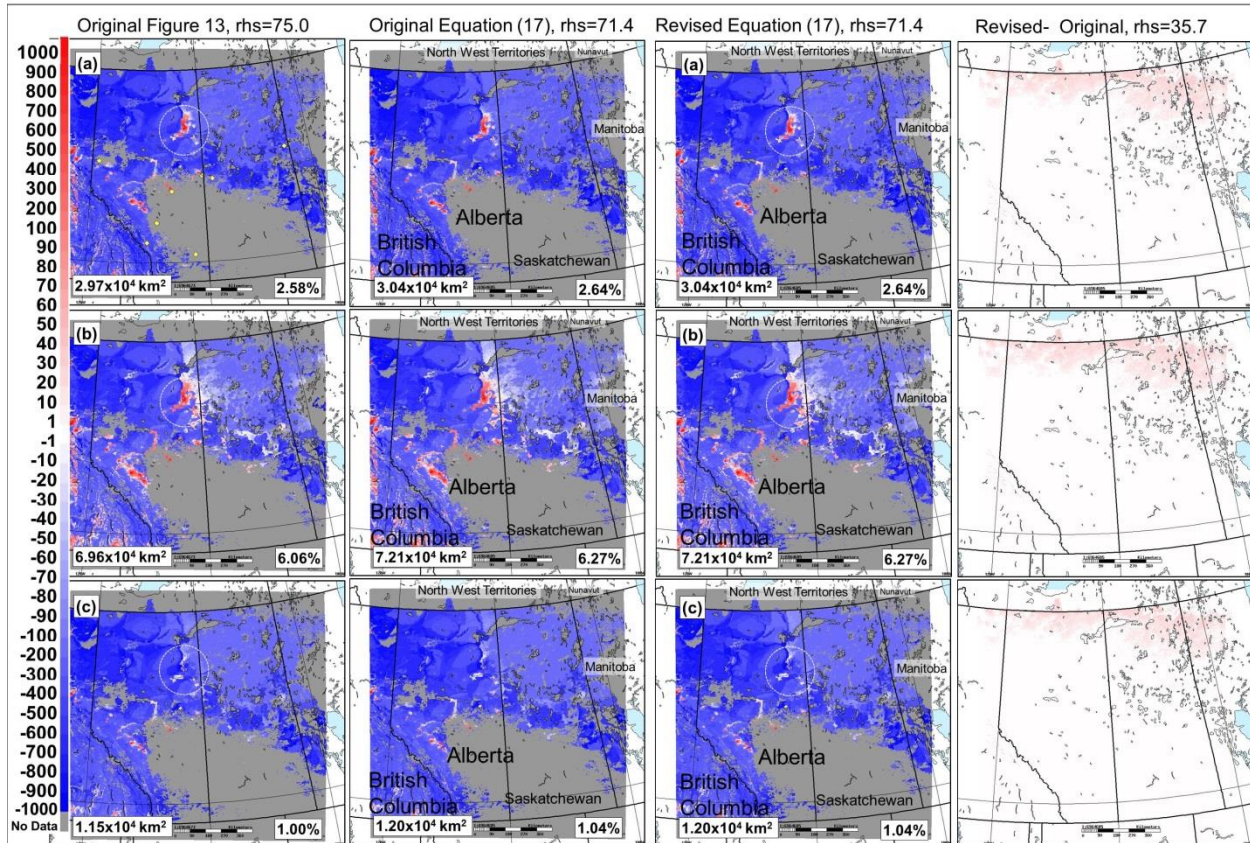 Original Figure 13, rhs=75.0
Original Equation (17), rhs=71.4
Revised Equation (17), rhs=71.4
Revised- Original, rhs=35.7
1000
900
800
700
600
500
400
300
200
100
90
80
70
60
50
40
30
20
10
1
-1
-10
-20
-30
-40
-50
-60
-70
-80
-90
-100
-200
-300
-400
-500
-600
-700
-800
-900
-1000
No Data
(a)
2.97x10⁴ km²
2.58%
North West Territories
Nunavut
Manitoba
Alberta
British
Columbia
Saskatchewan
3.04x10⁴ km²
2.64%
(a)
North West Territories
Nunavut
Manitoba
Alberta
British
Columbia
Saskatchewan
3.04x10⁴ km²
2.64%
(b)
6.96x10⁴ km²
6.06%
North West Territories
Nunavut
Manitoba
Alberta
British
Columbia
Saskatchewan
7.21x10⁴ km²
6.27%
(b)
North West Territories
Nunavut
Manitoba
Alberta
British
Columbia
Saskatchewan
7.21x10⁴ km²
6.27%
(c)
1.15x10⁴ km²
1.00%
North West Territories
Nunavut
Manitoba
Alberta
British
Columbia
Saskatchewan
1.20x10⁴ km²
1.04%
(c)
North West Territories
Nunavut
Manitoba
Alberta
British
Columbia
Saskatchewan
1.20x10⁴ km²
1.04%